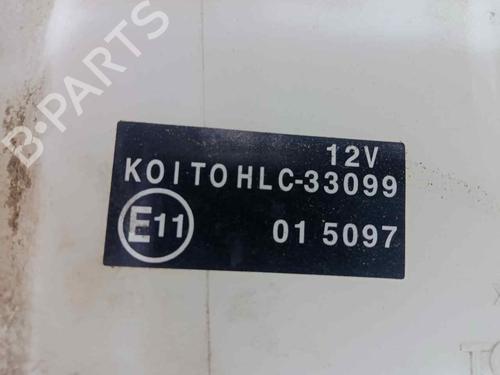 B-PARTS
12V
KOITO HLC-33099
E11
01 5097